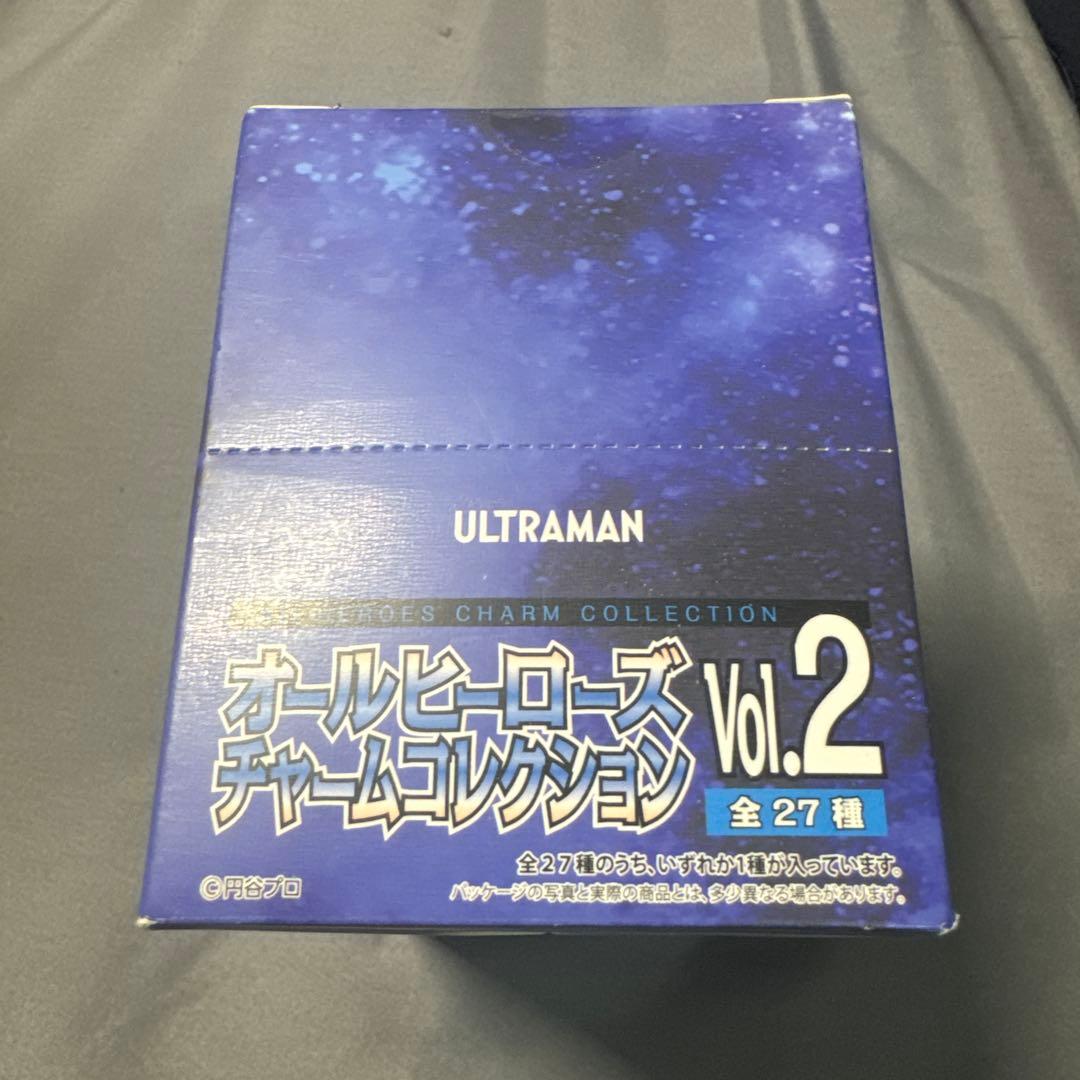 ULTRAMAN
HEROES CHARM COLLECTION
オールヒーローズ
チャームコレクション
Vol.2
全27種
全27種のうち、いずれか1種が入っています。
パッケージの写真と実際の商品とは、多少異なる場合があります。
©円谷プロ